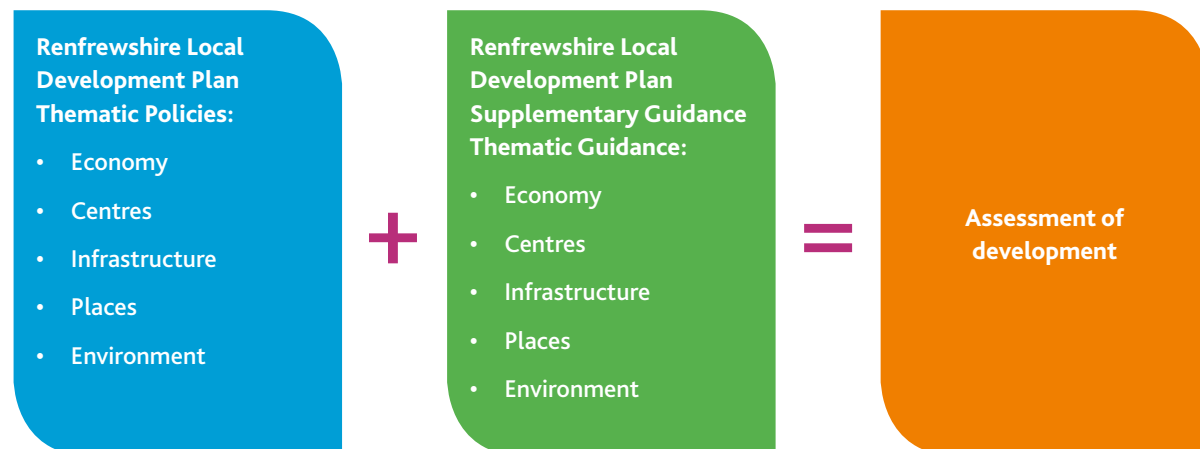 Renfrewshire Local
Development Plan
Thematic Policies:
• Economy
• Centres
• Infrastructure
• Places
• Environment
+
Renfrewshire Local
Development Plan
Supplementary Guidance
Thematic Guidance:
• Economy
• Centres
• Infrastructure
• Places
• Environment
=
Assessment of
development